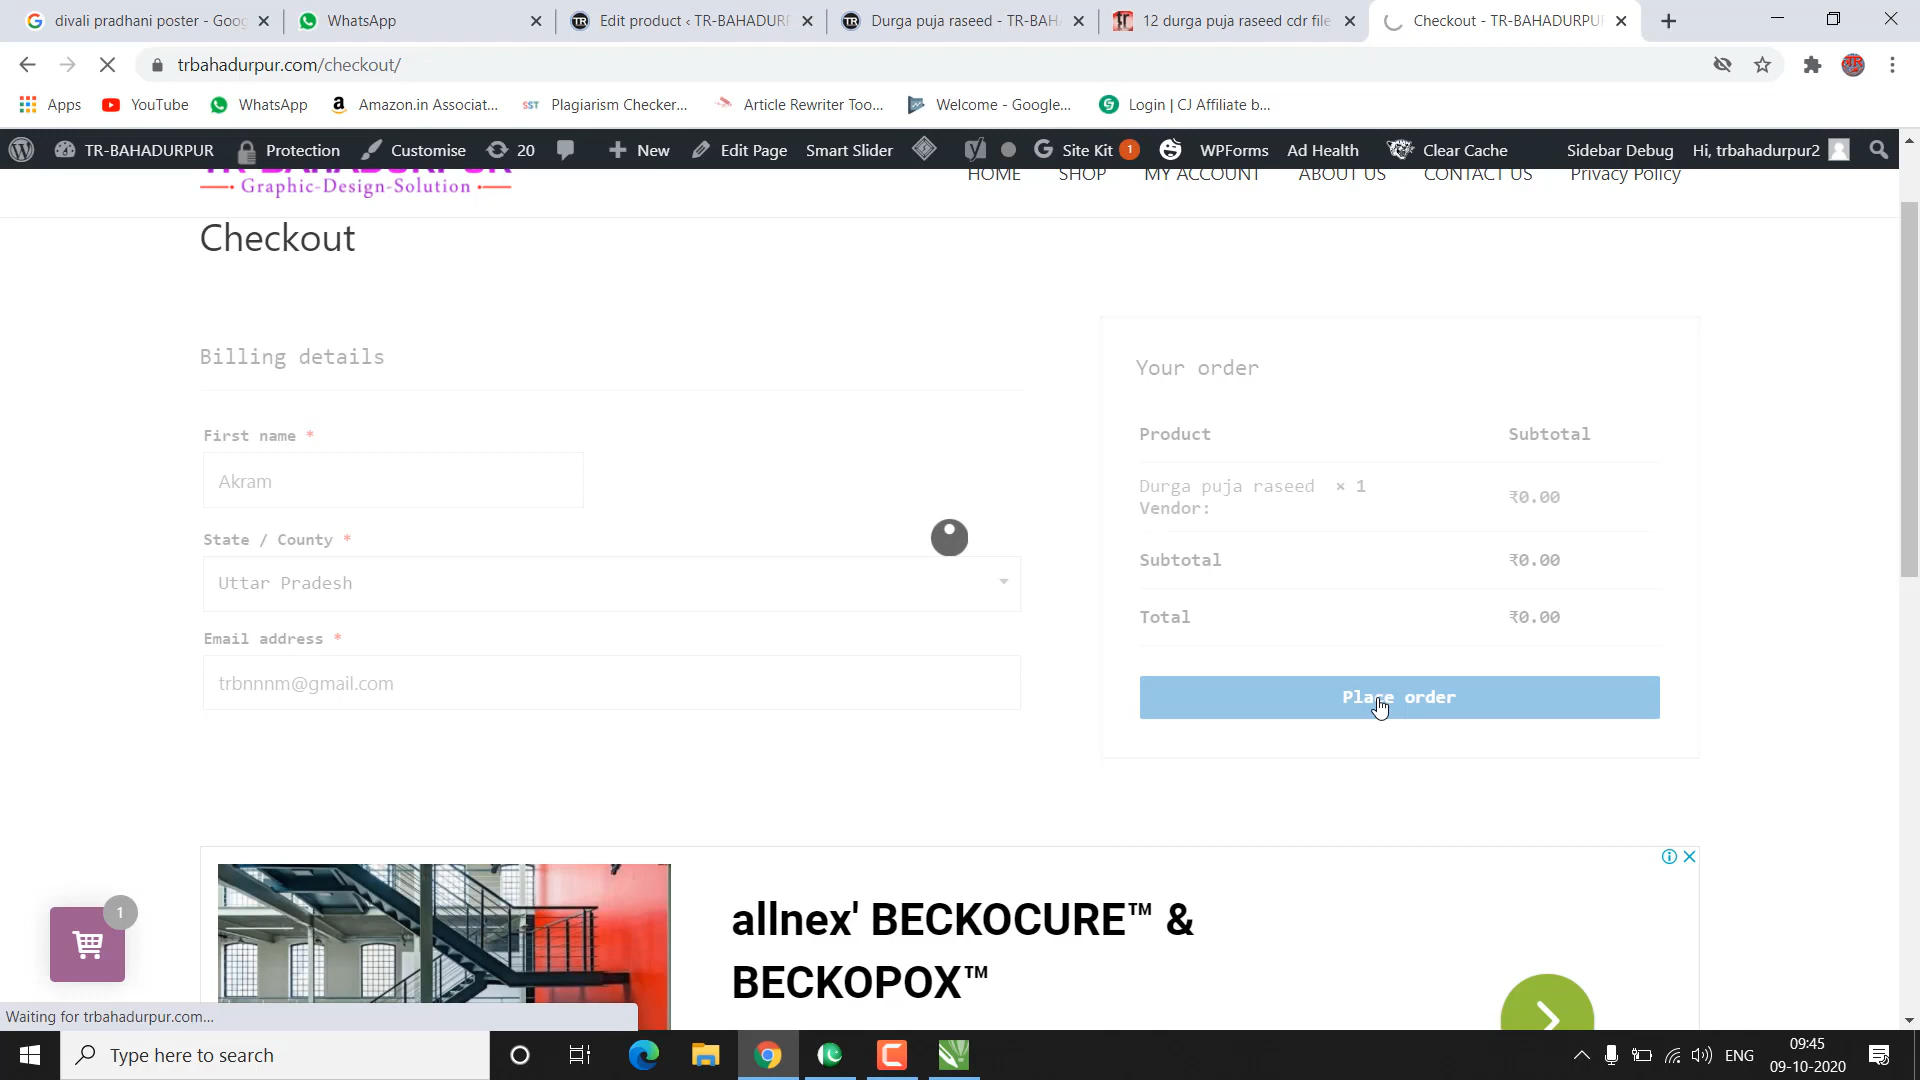 divali pradhani poster - Goog
WhatsApp
Edit product ‹ TR-BAHADURP
Durga puja raseed - TR-BAHA
12 durga puja raseed cdr file
Checkout - TR-BAHADURPU
trbahadurpur.com/checkout/
Apps
YouTube
WhatsApp
Amazon.in Associat...
Plagiarism Checker...
Article Rewriter Too...
Welcome - Google...
Login | CJ Affiliate b...
TR-BAHADURPUR
Protection
Customise
20
New
Edit Page
Smart Slider
Site Kit 1
WPForms
Ad Health
Clear Cache
Sidebar Debug
Hi, trbahadurpur2
TR-BAHADURPUR
Graphic-Design-Solution
HOME
SHOP
MY ACCOUNT
ABOUT US
CONTACT US
Privacy Policy
Checkout
Billing details
First name *
Akram
State / County *
Uttar Pradesh
Email address *
trbnnnm@gmail.com
Your order
Product Subtotal
Durga puja raseed × 1 ₹0.00
Vendor:
Subtotal ₹0.00
Total ₹0.00
Place order
allnex' BECKOCURE™ &
BECKOPOX™
1
Waiting for trbahadurpur.com...
Type here to search
ENG
09:45
09-10-2020